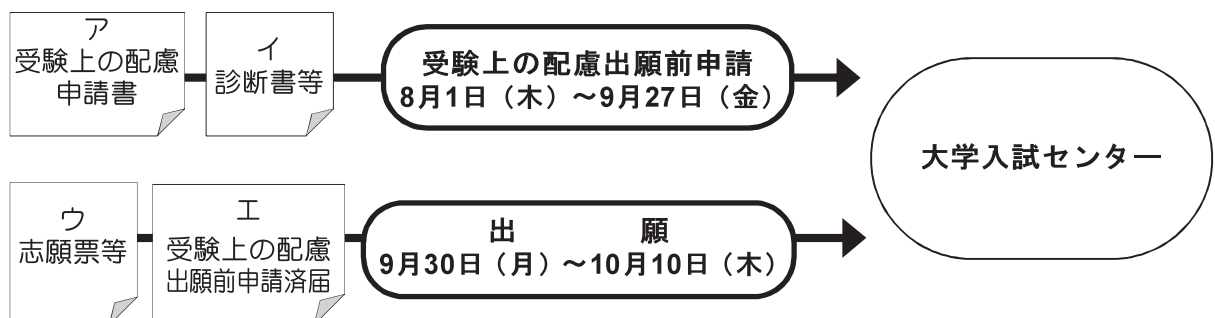 ア
受験上の配慮
申請書
イ
診断書等
受験上の配慮出願前申請
8月1日（木）～9月27日（金）
大学入試センター
ウ
志願票等
エ
受験上の配慮
出願前申請済届
出　願
9月30日（月）～10月10日（木）